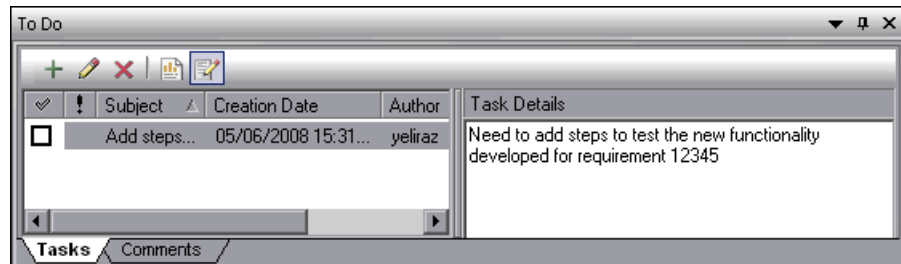 To Do
Subject Creation Date Author Task Details
Add steps... 05/06/2008 15:31... yeliraz
Need to add steps to test the new functionality
developed for requirement 12345
Tasks Comments